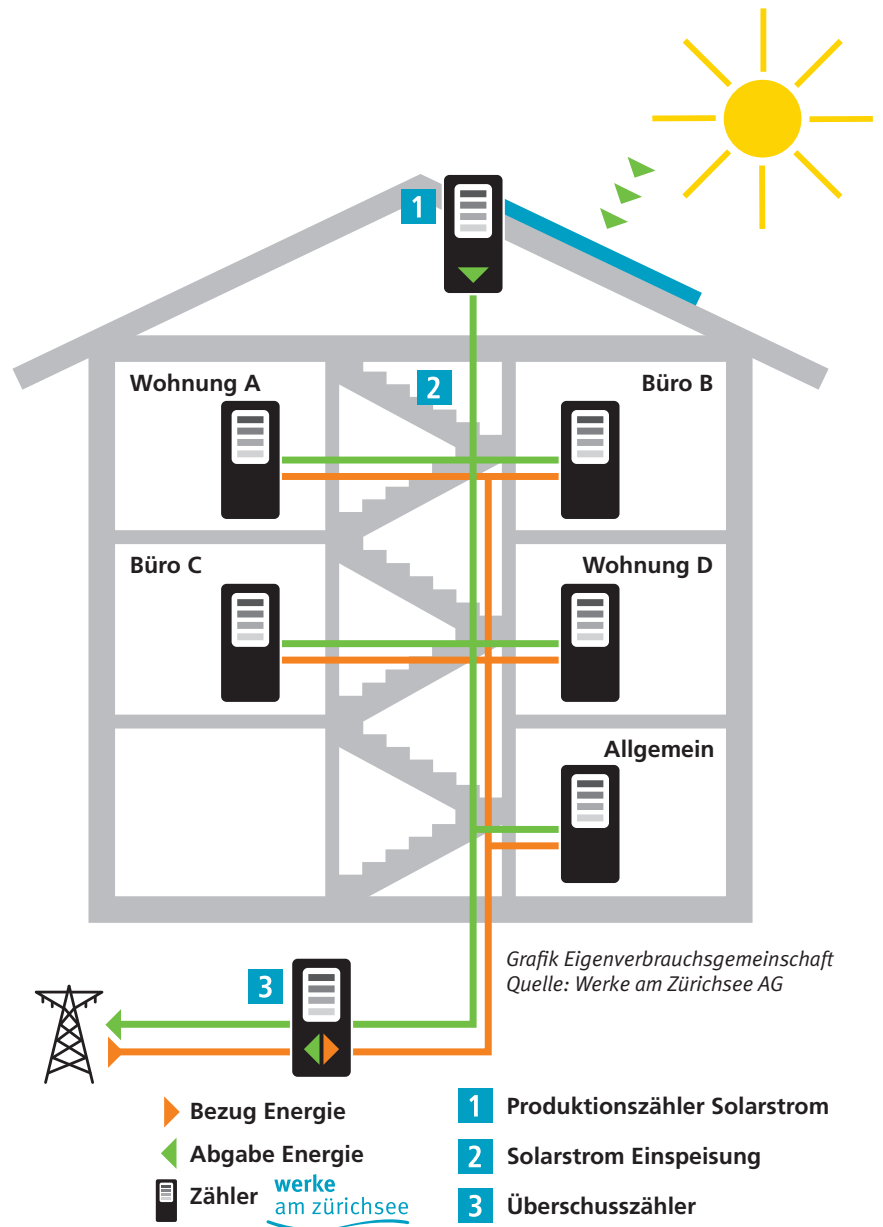 1
2
Wohnung A
Büro B
Büro C
Wohnung D
Allgemein
Grafik Eigenverbrauchsgemeinschaft
Quelle: Werke am Zürichsee AG
3
Bezug Energie
Abgabe Energie
Zähler
werke
am zürichsee
1 Produktionszähler Solarstrom
2 Solarstrom Einspeisung
3 Überschusszähler